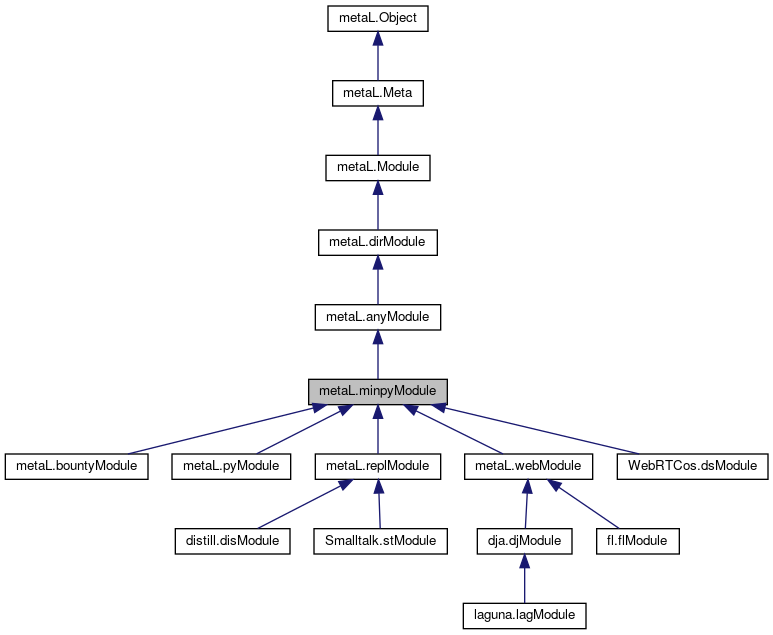 metaL.Object
metaL.Meta
metaL.Module
metaL.dirModule
metaL.anyModule
metaL.minpyModule
metaL.bountyModule
metaL.pyModule
metaL.replModule
metaL.webModule
WebRTCos.dsModule
distill.disModule
Smalltalk.stModule
dja.djModule
fl.flModule
laguna.lagModule